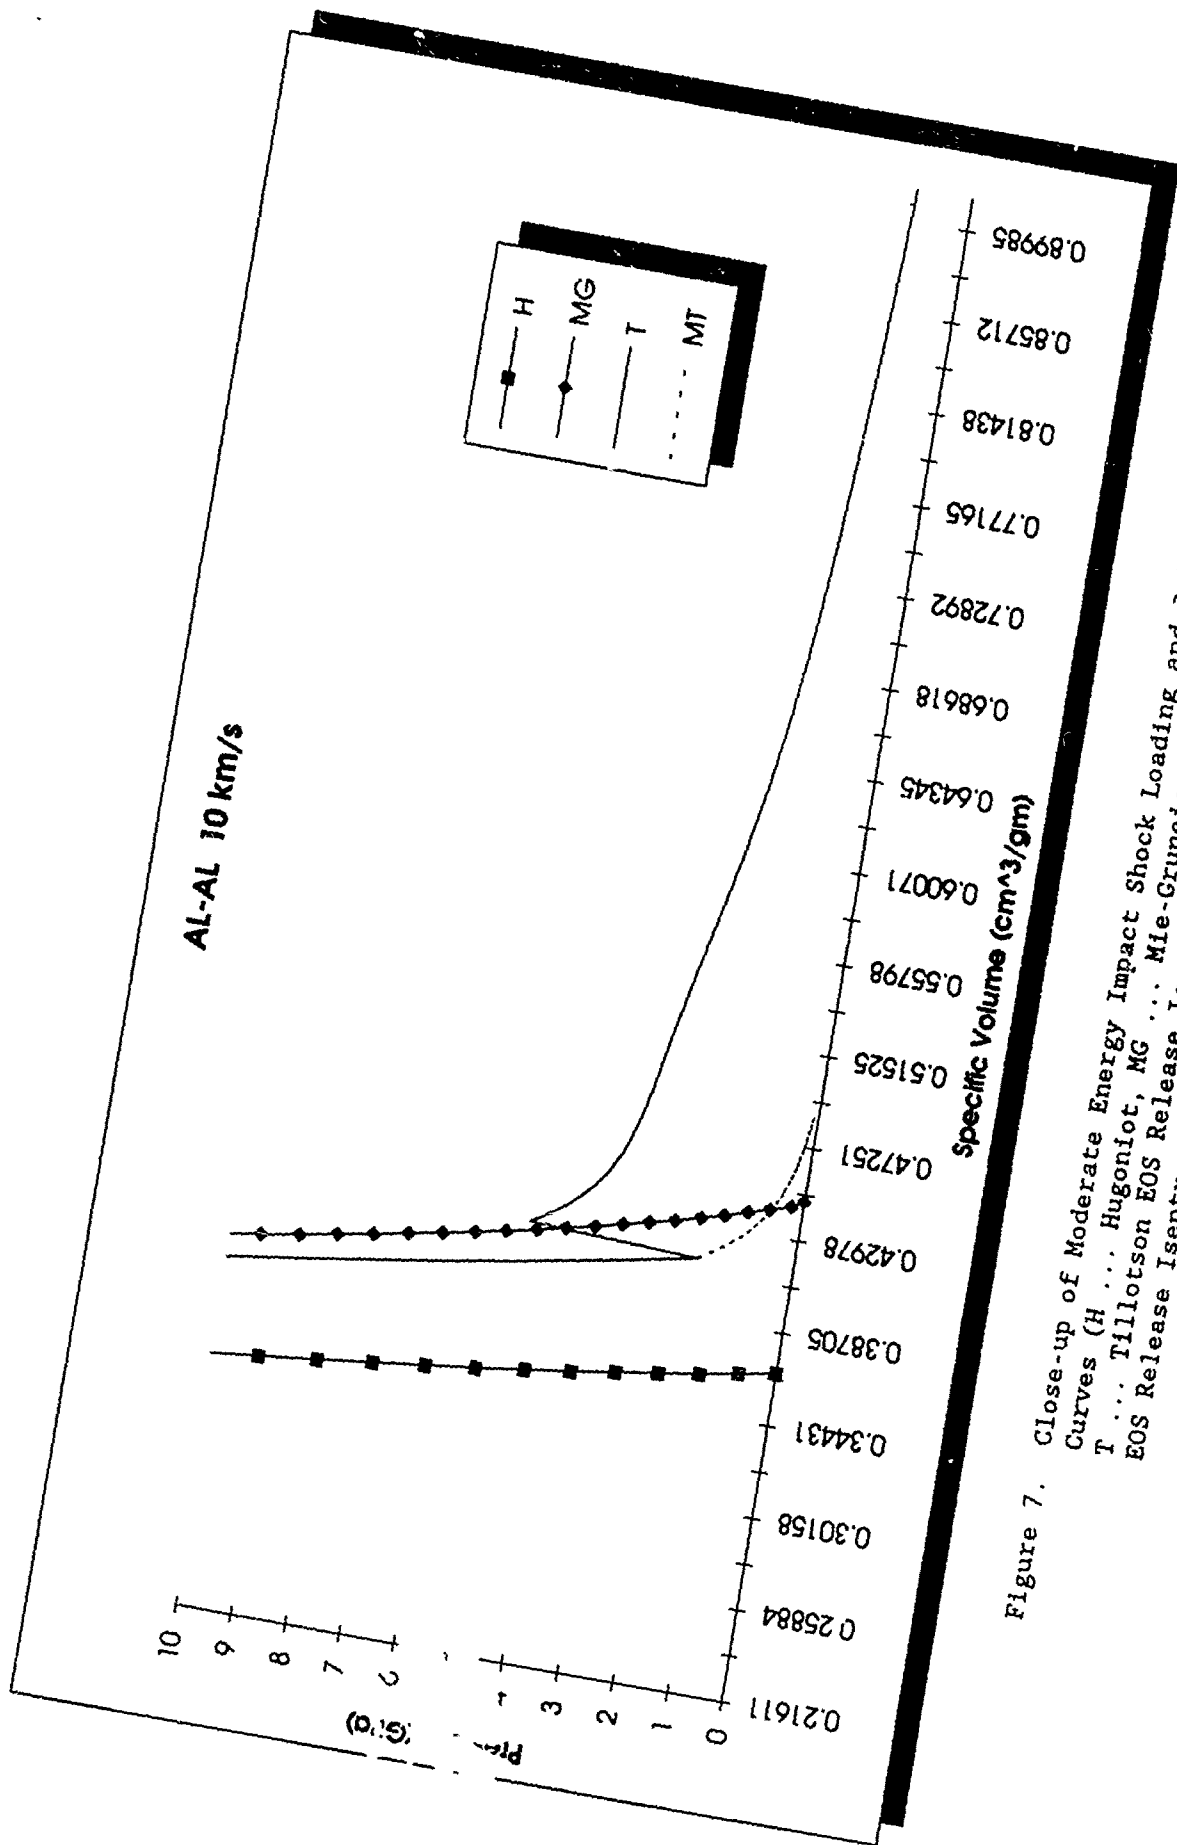 AL-AL 10 km/s
H
MG
T
MT
10
9
8
7
3
2
1
0
0.21611
0.25884
0.30158
0.34431
0.38705
0.42978
0.47251
0.51525
0.55798
0.60071
0.64345
0.68618
0.72892
0.77165
0.81438
0.85712
0.89985
Specific Volume (cm^3/gm)
Figure 7. Close-up of Moderate Energy Impact Shock Loading and
Curves (H ... Hugoniot, MG ... Mie-Grunei
T ... Tillotson EOS Release
EOS Release Isentr